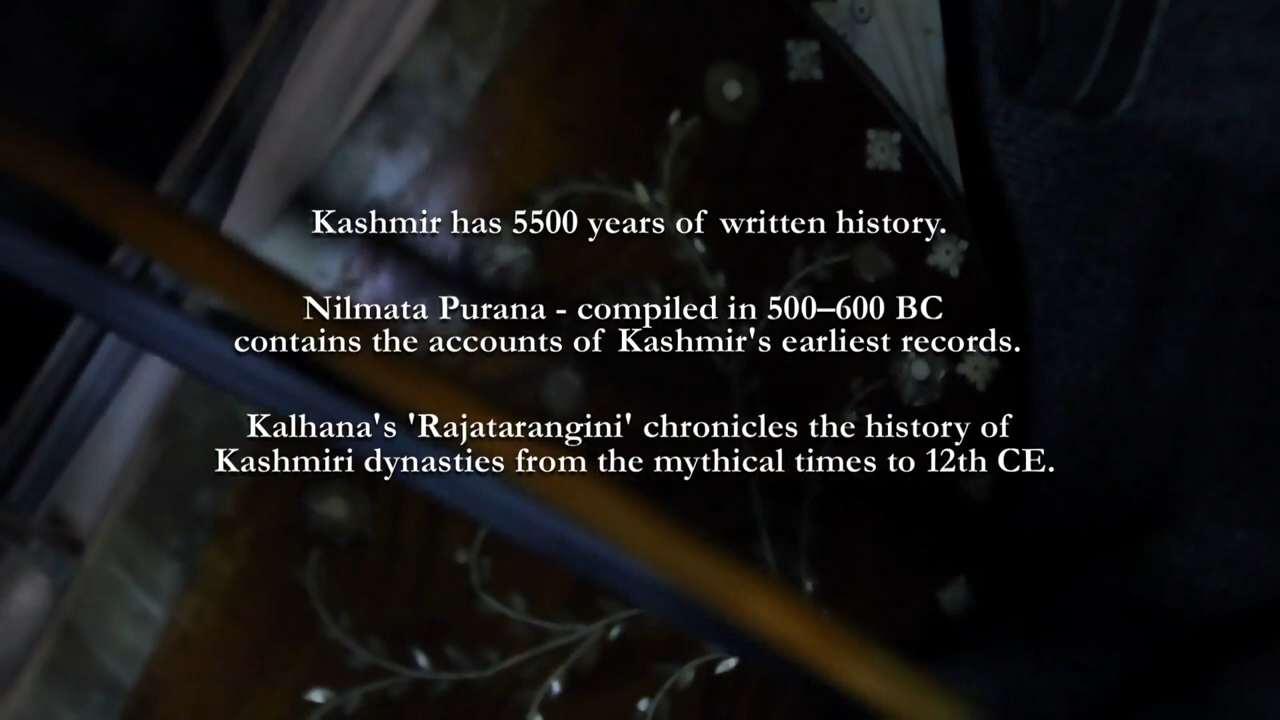 Kashmir has 5500 years of written history.
Nilmata Purana - compiled in 500–600 BC
contains the accounts of Kashmir's earliest records.
Kalhana's 'Rajatarangini' chronicles the history of
Kashmiri dynasties from the mythical times to 12th CE.